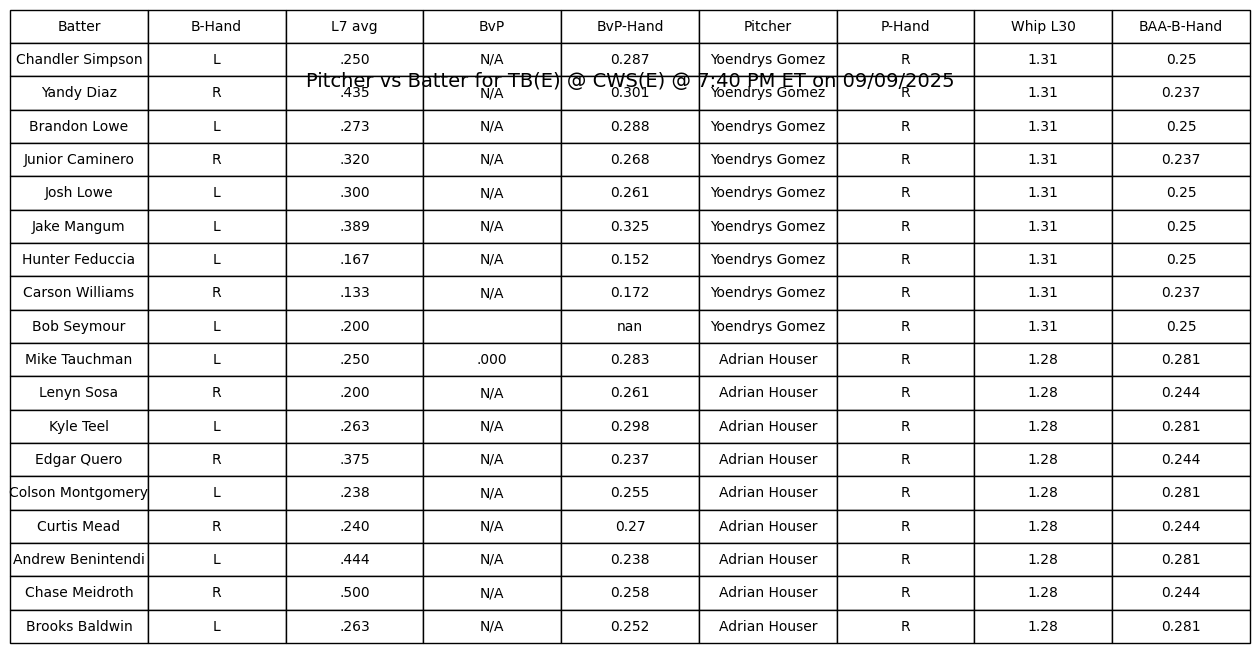 Batter B-Hand L7 avg BvP BvP-Hand Pitcher P-Hand Whip L30 BAA-B-Hand
Chandler Simpson L .250 N/A 0.287 Yoendrys Gomez R 1.31 0.25
Pitcher vs Batter for TB(E) @ CWS(E) @ 7:40 PM ET on 09/09/2025
Yandy Diaz R .435 N/A 0.301 Yoendrys Gomez R 1.31 0.237
Brandon Lowe L .273 N/A 0.288 Yoendrys Gomez R 1.31 0.25
Junior Caminero R .320 N/A 0.268 Yoendrys Gomez R 1.31 0.237
Josh Lowe L .300 N/A 0.261 Yoendrys Gomez R 1.31 0.25
Jake Mangum L .389 N/A 0.325 Yoendrys Gomez R 1.31 0.25
Hunter Feduccia L .167 N/A 0.152 Yoendrys Gomez R 1.31 0.25
Carson Williams R .133 N/A 0.172 Yoendrys Gomez R 1.31 0.237
Bob Seymour L .200 nan Yoendrys Gomez R 1.31 0.25
Mike Tauchman L .250 .000 0.283 Adrian Houser R 1.28 0.281
Lenyn Sosa R .200 N/A 0.261 Adrian Houser R 1.28 0.244
Kyle Teel L .263 N/A 0.298 Adrian Houser R 1.28 0.281
Edgar Quero R .375 N/A 0.237 Adrian Houser R 1.28 0.244
Colson Montgomery L .238 N/A 0.255 Adrian Houser R 1.28 0.281
Curtis Mead R .240 N/A 0.27 Adrian Houser R 1.28 0.244
Andrew Benintendi L .444 N/A 0.238 Adrian Houser R 1.28 0.281
Chase Meidroth R .500 N/A 0.258 Adrian Houser R 1.28 0.244
Brooks Baldwin L .263 N/A 0.252 Adrian Houser R 1.28 0.281